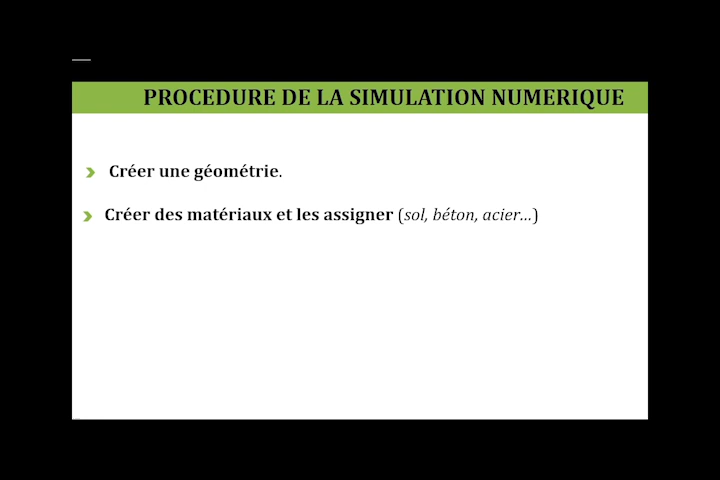 PROCEDURE DE LA SIMULATION NUMERIQUE
Créer une géométrie.
Créer des matériaux et les assigner (sol, béton, acier...)